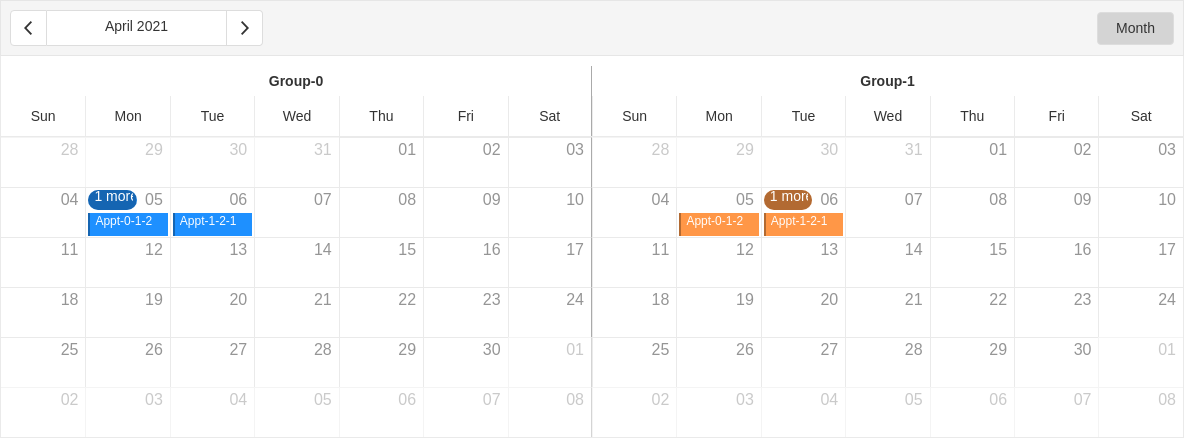 April 2021 Month
Group-0 Group-1
Sun Mon Tue Wed Thu Fri Sat Sun Mon Tue Wed Thu Fri Sat
28 29 30 31 01 02 03 28 29 30 31 01 02 03
04 1 more 05 06 07 08 09 10 04 05 1 more 06 07 08 09 10
Appt-0-1-2 Appt-1-2-1 Appt-0-1-2 Appt-1-2-1
11 12 13 14 15 16 17 11 12 13 14 15 16 17
18 19 20 21 22 23 24 18 19 20 21 22 23 24
25 26 27 28 29 30 01 25 26 27 28 29 30 01
02 03 04 05 06 07 08 02 03 04 05 06 07 08